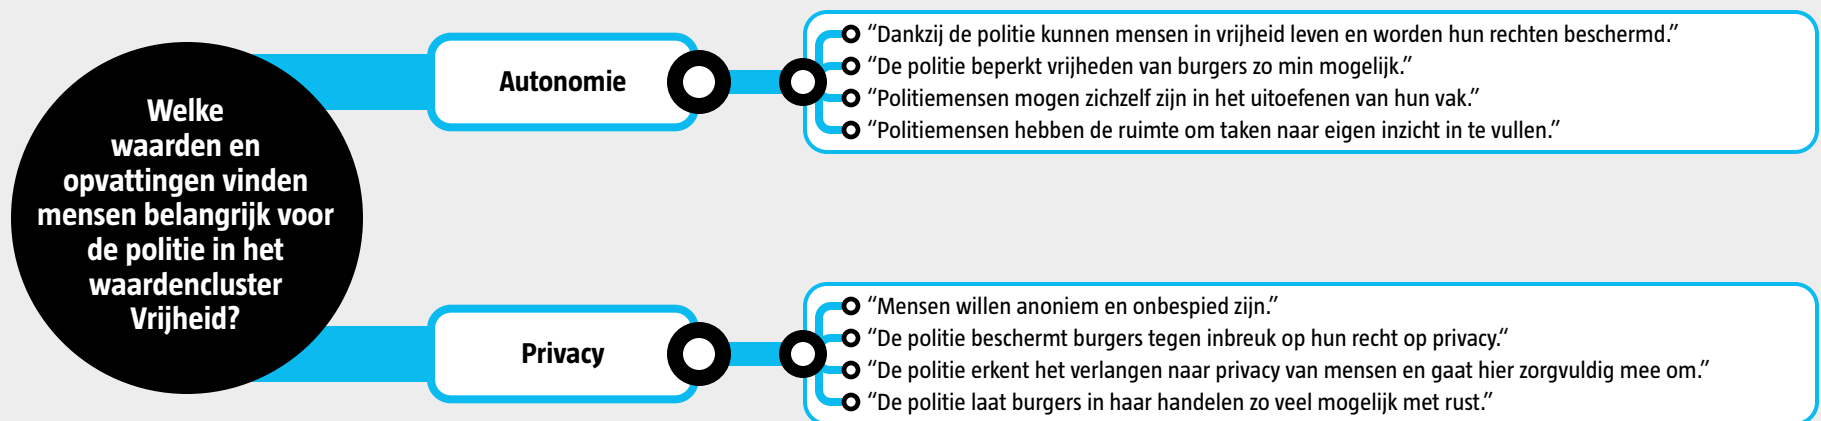 Welke
waarden en
opvattingen vinden
mensen belangrijk voor
de politie in het
waardencluster
Vrijheid?
Autonomie
“Dankzij de politie kunnen mensen in vrijheid leven en worden hun rechten beschermd.”
“De politie beperkt vrijheden van burgers zo min mogelijk.”
“Politiemensen mogen zichzelf zijn in het uitoefenen van hun vak.”
“Politiemensen hebben de ruimte om taken naar eigen inzicht in te vullen.”
Privacy
“Mensen willen anoniem en onbespied zijn.”
“De politie beschermt burgers tegen inbreuk op hun recht op privacy.“
“De politie erkent het verlangen naar privacy van mensen en gaat hier zorgvuldig mee om.”
“De politie laat burgers in haar handelen zo veel mogelijk met rust.”